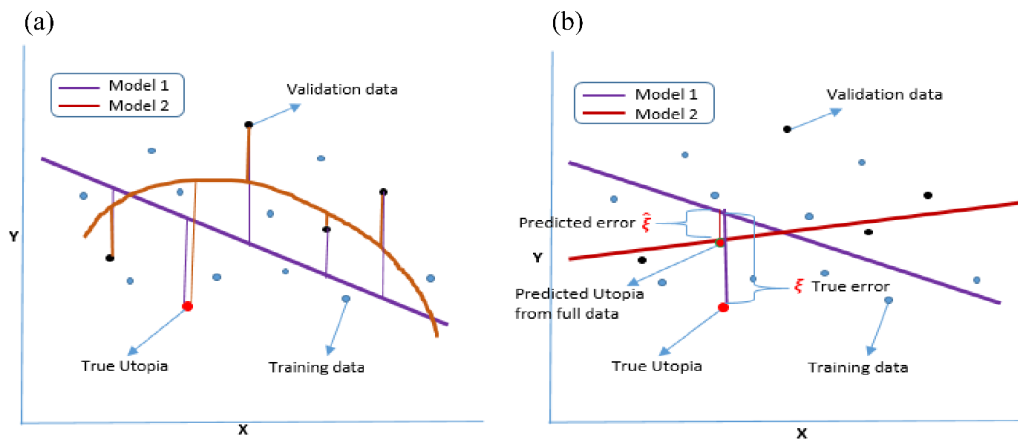 (a)
Model 1
Model 2
Validation data
Y
True Utopia
Training data
X
(b)
Model 1
Model 2
Validation data
Predicted error ξ̂
Y
Predicted Utopia
from full data
ξ True error
True Utopia
Training data
X